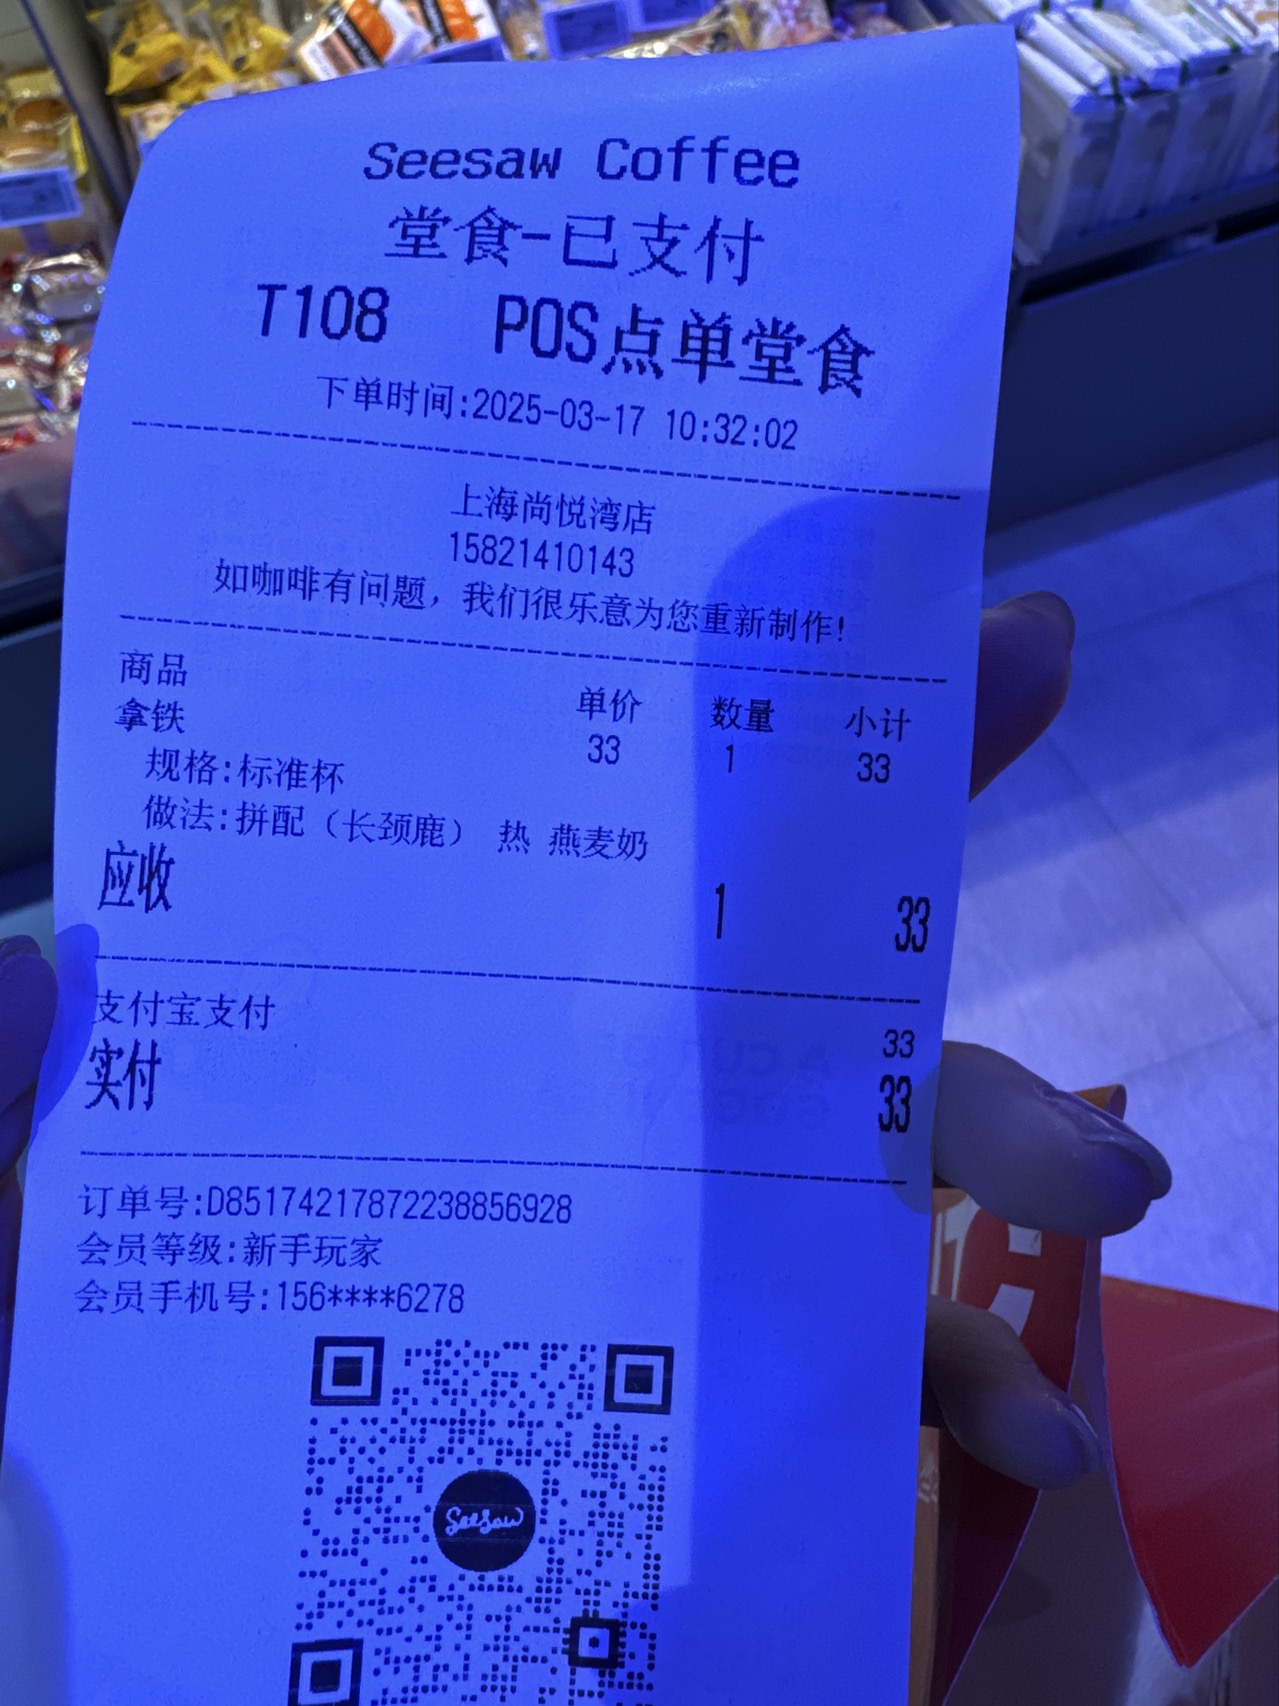 Seesaw Coffee
堂食-已支付
T108 POS点单堂食
下单时间:2025-03-17 10:32:02
上海尚悦湾店
15821410143
如咖啡有问题，我们很乐意为您重新制作!
商品 单价 数量 小计
拿铁 33 1 33
规格:标准杯
做法:拼配（长颈鹿） 热 燕麦奶
应收 1 33
支付宝支付 33
实付 33
订单号:D85174217872238856928
会员等级:新手玩家
会员手机号:156****6278
Seesaw